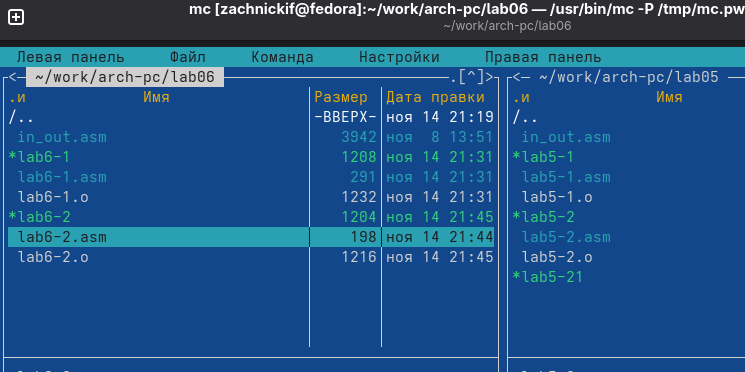 mc [zachnickif@fedora]:~/work/arch-pc/lab06 — /usr/bin/mc -P /tmp/mc.pw
~/work/arch-pc/lab06
Левая панель Файл Команда Настройки Правая панель
<— ~/work/arch-pc/lab06 .[^]> <— ~/work/arch-pc/lab05
.и Имя Размер Дата правки .и Имя
/.. -ВВЕРХ- ноя 14 21:19 /..
in_out.asm 3942 ноя 8 13:51 in_out.asm
*lab6-1 1208 ноя 14 21:31 *lab5-1
lab6-1.asm 291 ноя 14 21:31 lab5-1.asm
lab6-1.o 1232 ноя 14 21:31 lab5-1.o
*lab6-2 1204 ноя 14 21:45 *lab5-2
lab6-2.asm 198 ноя 14 21:44 lab5-2.asm
lab6-2.o 1216 ноя 14 21:45 lab5-2.o
*lab5-21